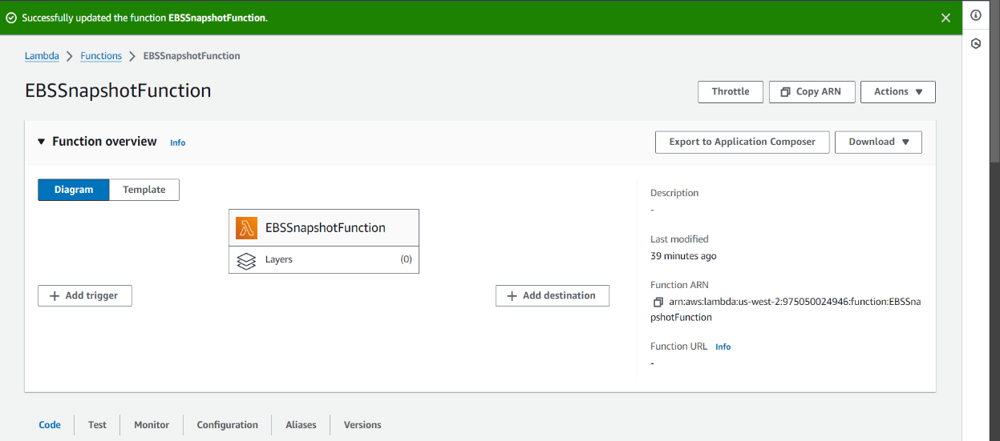 Successfully updated the function EBSSnapshotFunction.
Lambda Functions EBSSnapshotFunction
EBSSnapshotFunction
Throttle Copy ARN Actions
Function overview Info
Export to Application Composer Download
Diagram Template
EBSSnapshotFunction
Layers (0)
Add trigger
Add destination
Description
-
Last modified
39 minutes ago
Function ARN
arn:aws:lambda:us-west-2:975050024946:function:EBSSna
pshotFunction
Function URL Info
-
Code Test Monitor Configuration Aliases Versions